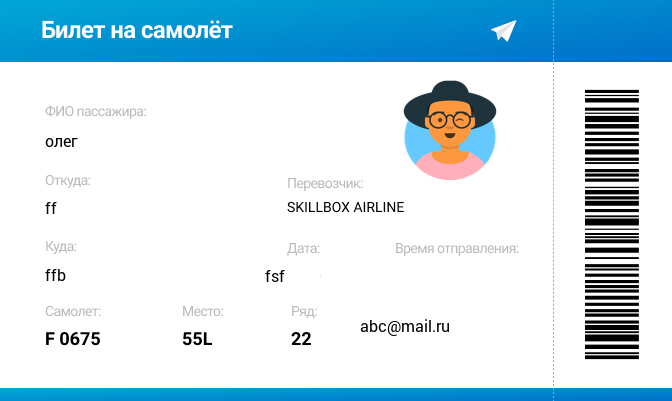 Билет на самолёт
ФИО пассажира:
олег
Откуда:
Перевозчик:
ff
SKILLBOX AIRLINE
Куда:
Дата:
Время отправления:
ffb
fsf
Самолет:
Место:
Ряд:
F 0675
55L
22
abc@mail.ru